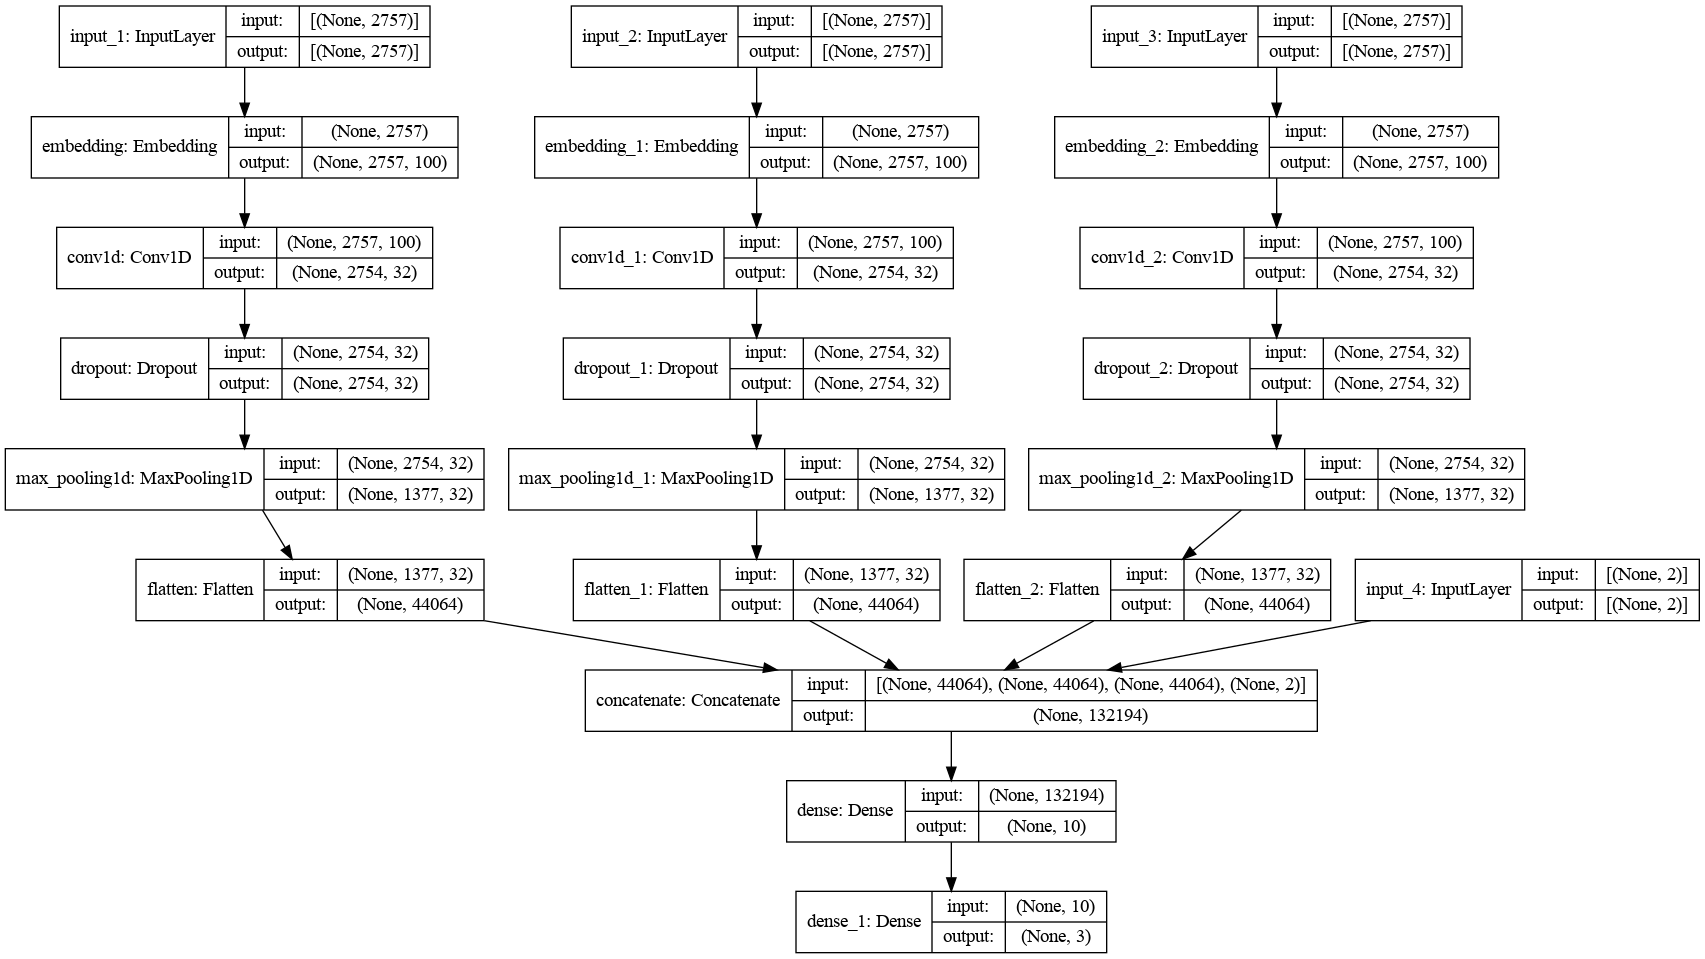 input_1: InputLayer input: [(None, 2757)] output: [(None, 2757)]
input_2: InputLayer input: [(None, 2757)] output: [(None, 2757)]
input_3: InputLayer input: [(None, 2757)] output: [(None, 2757)]
embedding: Embedding input: (None, 2757) output: (None, 2757, 100)
embedding_1: Embedding input: (None, 2757) output: (None, 2757, 100)
embedding_2: Embedding input: (None, 2757) output: (None, 2757, 100)
conv1d: Conv1D input: (None, 2757, 100) output: (None, 2754, 32)
conv1d_1: Conv1D input: (None, 2757, 100) output: (None, 2754, 32)
conv1d_2: Conv1D input: (None, 2757, 100) output: (None, 2754, 32)
dropout: Dropout input: (None, 2754, 32) output: (None, 2754, 32)
dropout_1: Dropout input: (None, 2754, 32) output: (None, 2754, 32)
dropout_2: Dropout input: (None, 2754, 32) output: (None, 2754, 32)
max_pooling1d: MaxPooling1D input: (None, 2754, 32) output: (None, 1377, 32)
max_pooling1d_1: MaxPooling1D input: (None, 2754, 32) output: (None, 1377, 32)
max_pooling1d_2: MaxPooling1D input: (None, 2754, 32) output: (None, 1377, 32)
flatten: Flatten input: (None, 1377, 32) output: (None, 44064)
flatten_1: Flatten input: (None, 1377, 32) output: (None, 44064)
flatten_2: Flatten input: (None, 1377, 32) output: (None, 44064)
input_4: InputLayer input: [(None, 2)] output: [(None, 2)]
concatenate: Concatenate input: [(None, 44064), (None, 44064), (None, 44064), (None, 2)] output: (None, 132194)
dense: Dense input: (None, 132194) output: (None, 10)
dense_1: Dense input: (None, 10) output: (None, 3)